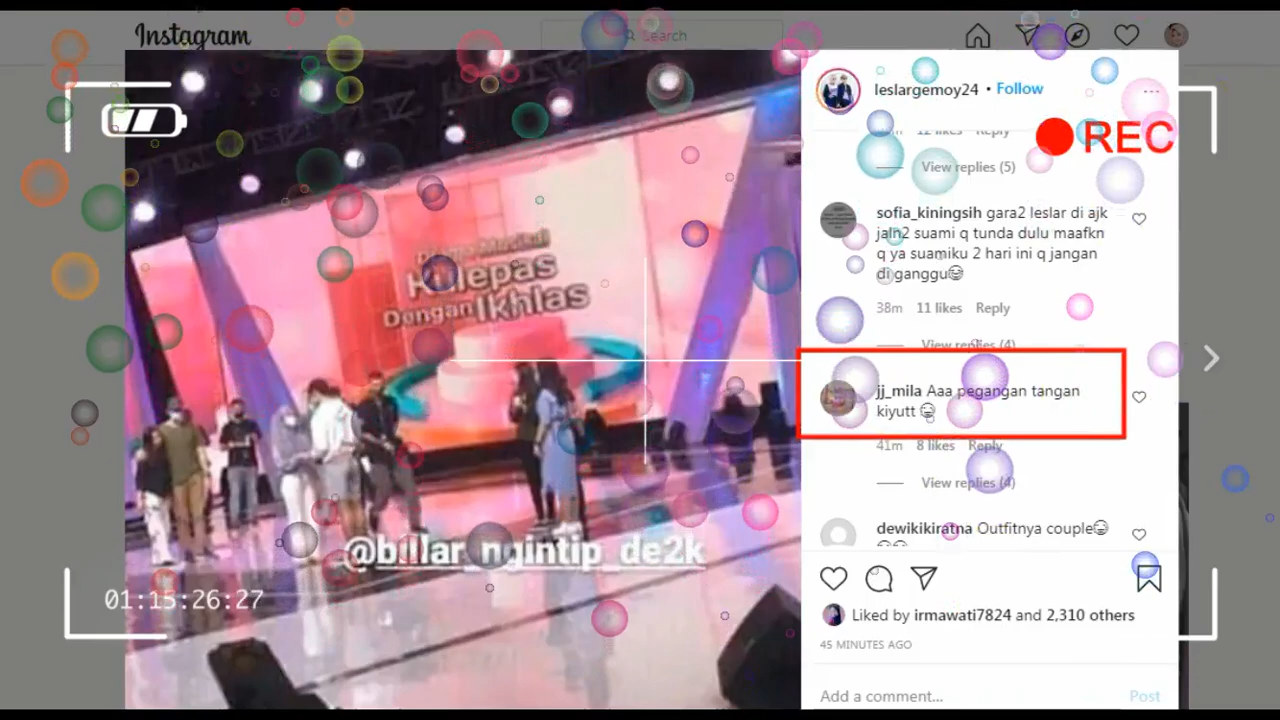 Instagram
Search
leslargemoy24 • Follow
REC
12 likes Reply
View replies (5)
sofia_kiningsih gara2 leslar di ajk
jaln2 suami q tunda dulu maafkn
q ya suamiku 2 hari ini q jangan
di ganggu
38m 11 likes Reply
View replies (4)
jj_mila Aaa pegangan tangan
kiyutt
41m 8 likes Reply
View replies (4)
dewikikiratna Outfitnya couple
Liked by irmawati7824 and 2,310 others
45 MINUTES AGO
Add a comment... Post
Drama Musikal
Kulepas
Dengan Ikhlas
@billar_ngintip_de2k
01:15:26:27